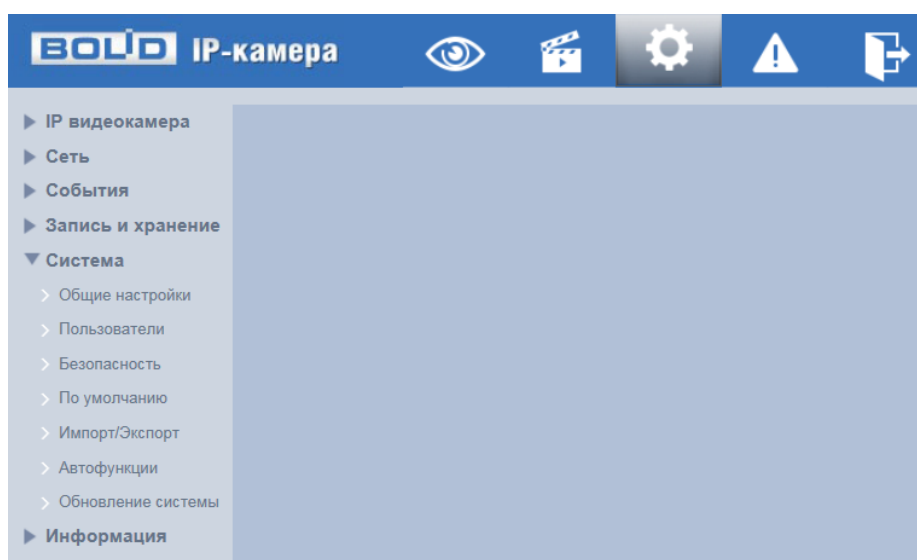 BOLID IP-камера
IP видеокамера
Сеть
События
Запись и хранение
Система
Общие настройки
Пользователи
Безопасность
По умолчанию
Импорт/Экспорт
Автофункции
Обновление системы
Информация